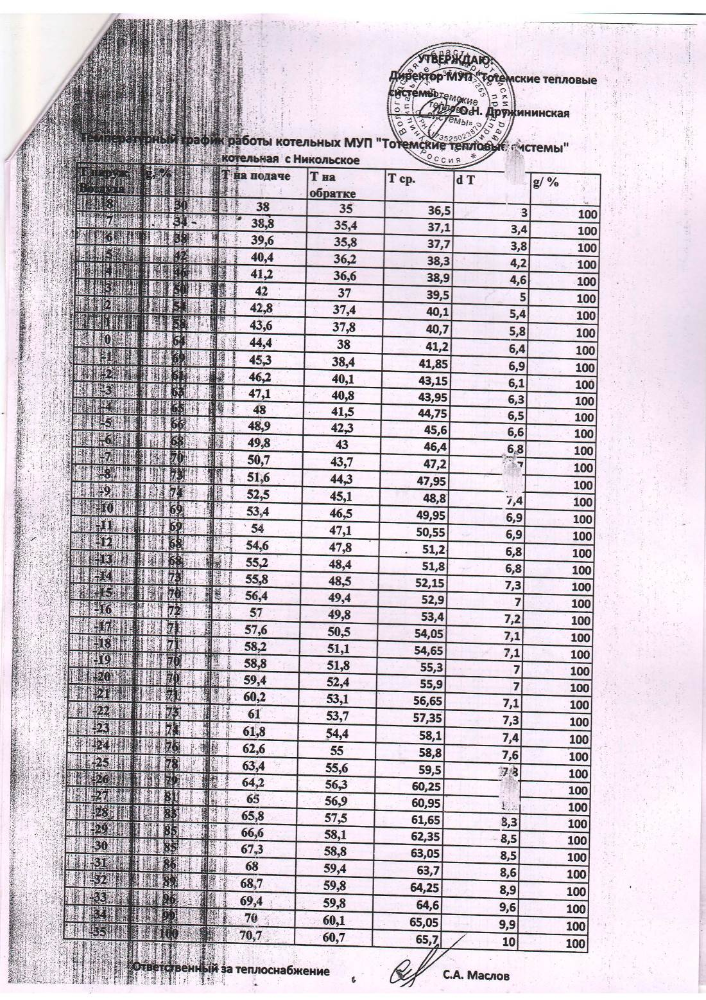 УТВЕРЖДАЮ:
Директор МУП "Тотемские тепловые
системы"
О.Н. Дружининская
Температурный график работы котельных МУП "Тотемские тепловые системы"
котельная с Никольское
Т наруж. Воздуха g, % Т на подаче Т на обратке Т ср. d T g/ %
8 30 38 35 36,5 3 100
7 34 38,8 35,4 37,1 3,4 100
6 38 39,6 35,8 37,7 3,8 100
5 42 40,4 36,2 38,3 4,2 100
4 46 41,2 36,6 38,9 4,6 100
3 50 42 37 39,5 5 100
2 54 42,8 37,4 40,1 5,4 100
1 58 43,6 37,8 40,7 5,8 100
0 64 44,4 38 41,2 6,4 100
-1 69 45,3 38,4 41,85 6,9 100
-2 61 46,2 40,1 43,15 6,1 100
-3 63 47,1 40,8 43,95 6,3 100
-4 65 48 41,5 44,75 6,5 100
-5 66 48,9 42,3 45,6 6,6 100
-6 68 49,8 43 46,4 6,8 100
-7 70 50,7 43,7 47,2 7 100
-8 73 51,6 44,3 47,95 100
-9 74 52,5 45,1 48,8 7,4 100
-10 69 53,4 46,5 49,95 6,9 100
-11 69 54 47,1 50,55 6,9 100
-12 68 54,6 47,8 51,2 6,8 100
-13 68 55,2 48,4 51,8 6,8 100
-14 73 55,8 48,5 52,15 7,3 100
-15 70 56,4 49,4 52,9 7 100
-16 72 57 49,8 53,4 7,2 100
-17 71 57,6 50,5 54,05 7,1 100
-18 71 58,2 51,1 54,65 7,1 100
-19 70 58,8 51,8 55,3 7 100
-20 70 59,4 52,4 55,9 7 100
-21 71 60,2 53,1 56,65 7,1 100
-22 73 61 53,7 57,35 7,3 100
-23 74 61,8 54,4 58,1 7,4 100
-24 76 62,6 55 58,8 7,6 100
-25 78 63,4 55,6 59,5 7,8 100
-26 79 64,2 56,3 60,25 100
-27 81 65 56,9 60,95 100
-28 83 65,8 57,5 61,65 8,3 100
-29 85 66,6 58,1 62,35 8,5 100
-30 85 67,3 58,8 63,05 8,5 100
-31 86 68 59,4 63,7 8,6 100
-32 89 68,7 59,8 64,25 8,9 100
-33 96 69,4 59,8 64,6 9,6 100
-34 99 70 60,1 65,05 9,9 100
-35 100 70,7 60,7 65,7 10 100
Ответственный за теплоснабжение С.А. Маслов